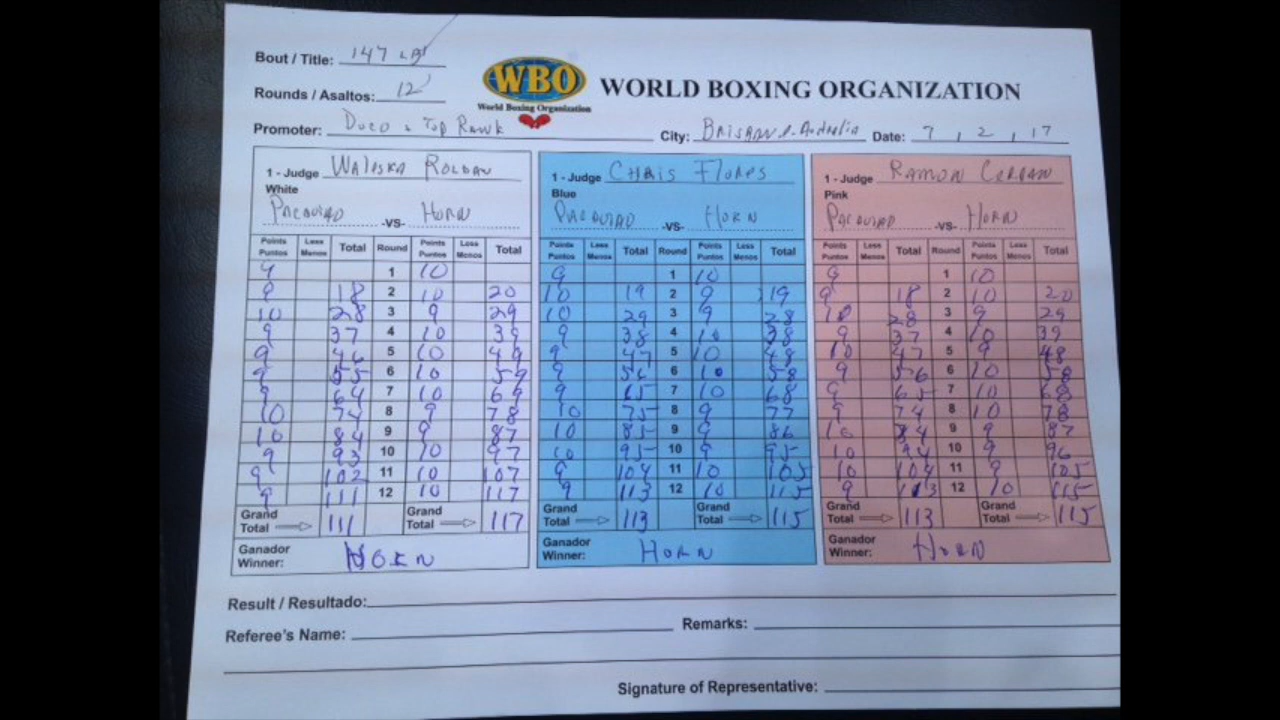 Bout / Title: 147 LBS
WBO
World Boxing Organization
WORLD BOXING ORGANIZATION
Rounds / Asaltos: 12
Promoter: Duco & Top Rank City: BRISBANE-Australia Date: 7, 2, 17
1 - Judge WALESKA ROLDAN
White
PACQUIAO -VS- HORN
Points Puntos Less Menos Total Round Points Puntos Less Menos Total
9 1 10
9 18 2 10 20
10 28 3 9 29
9 37 4 10 39
9 46 5 10 49
9 55 6 10 59
9 64 7 10 69
10 74 8 9 78
10 84 9 9 87
9 93 10 10 97
9 102 11 10 107
9 111 12 10 117
Grand Total 111 Grand Total 117
Ganador Winner: HORN
1 - Judge CHRIS FLORES
Blue
PACQUIAO -VS- HORN
Points Puntos Less Menos Total Round Points Puntos Less Menos Total
9 1 10
10 19 2 9 19
10 29 3 9 28
9 38 4 10 38
9 47 5 10 48
9 56 6 10 58
9 65 7 10 68
10 75 8 9 77
10 85 9 9 86
10 95 10 9 95
9 104 11 10 105
9 113 12 10 115
Grand Total 113 Grand Total 115
Ganador Winner: HORN
1 - Judge RAMON CERDAN
Pink
PACQUIAO -VS- HORN
Points Puntos Less Menos Total Round Points Puntos Less Menos Total
9 1 10
9 18 2 10 20
10 28 3 9 29
9 37 4 10 39
10 47 5 9 48
9 56 6 10 58
9 65 7 10 68
9 74 8 10 78
10 84 9 9 87
10 94 10 9 96
10 104 11 9 105
9 113 12 10 115
Grand Total 113 Grand Total 115
Ganador Winner: HORN
Result / Resultado:
Referee's Name: Remarks:
Signature of Representative: